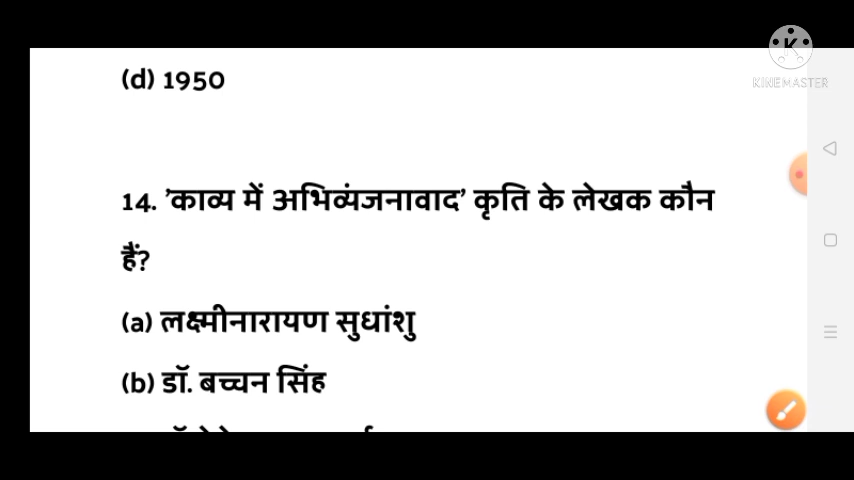 KINEMASTER
(d) 1950
14. 'काव्य में अभिव्यंजनावाद' कृति के लेखक कौन
हैं?
(a) लक्ष्मीनारायण सुधांशु
(b) डॉ. बच्चन सिंह